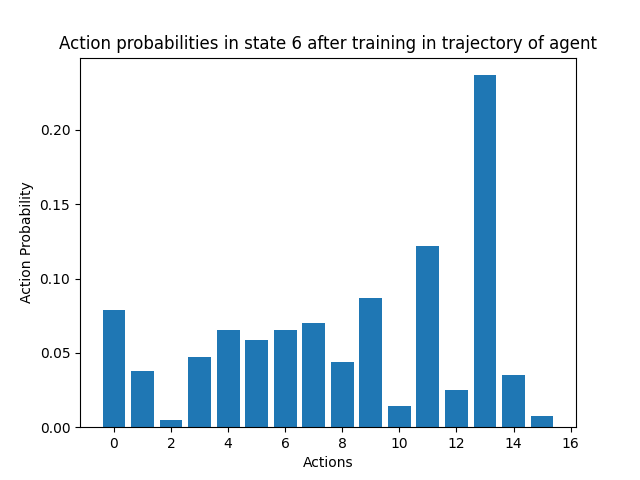 Action probabilities in state 6 after training in trajectory of agent
Action Probability
0.20
0.15
0.10
0.05
0.00
0 2 4 6 8 10 12 14 16
Actions